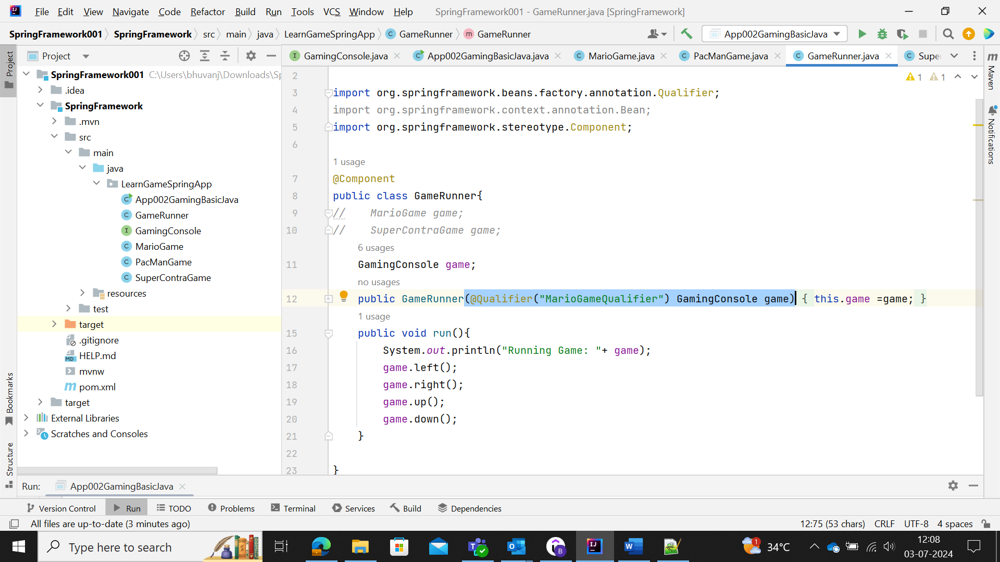 File Edit View Navigate Code Refactor Build Run Tools VCS Window Help SpringFramework001 - GameRunner.java [SpringFramework]
SpringFramework001 SpringFramework src main java LearnGameSpringApp C GameRunner m GameRunner App002GamingBasicJava
Project
Project
GamingConsole.java App002GamingBasicJava.java MarioGame.java PacManGame.java GameRunner.java Supe
Maven
Notifications
SpringFramework001 C:\Users\bhuvanj\Downloads\Sp
.idea
SpringFramework
.mvn
src
main
java
LearnGameSpringApp
App002GamingBasicJava
GameRunner
GamingConsole
MarioGame
PacManGame
SuperContraGame
resources
test
target
.gitignore
HELP.md
mvnw
pom.xml
target
External Libraries
Scratches and Consoles
Bookmarks
Structure
1 1
2
3 import org.springframework.beans.factory.annotation.Qualifier;
4 import org.springframework.context.annotation.Bean;
5 import org.springframework.stereotype.Component;
6
1 usage
7 @Component
8 public class GameRunner{
9 // MarioGame game;
10 // SuperContraGame game;
6 usages
11 GamingConsole game;
no usages
12 public GameRunner(@Qualifier("MarioGameQualifier") GamingConsole game) { this.game =game; }
1 usage
15 public void run(){
16 System.out.println("Running Game: "+ game);
17 game.left();
18 game.right();
19 game.up();
20 game.down();
21 }
22
23 }
Run: App002GamingBasicJava
Version Control Run TODO Problems Terminal Services Build Dependencies
All files are up-to-date (3 minutes ago) 12:75 (53 chars) CRLF UTF-8 4 spaces
Type here to search
1 34°C
12:08
03-07-2024